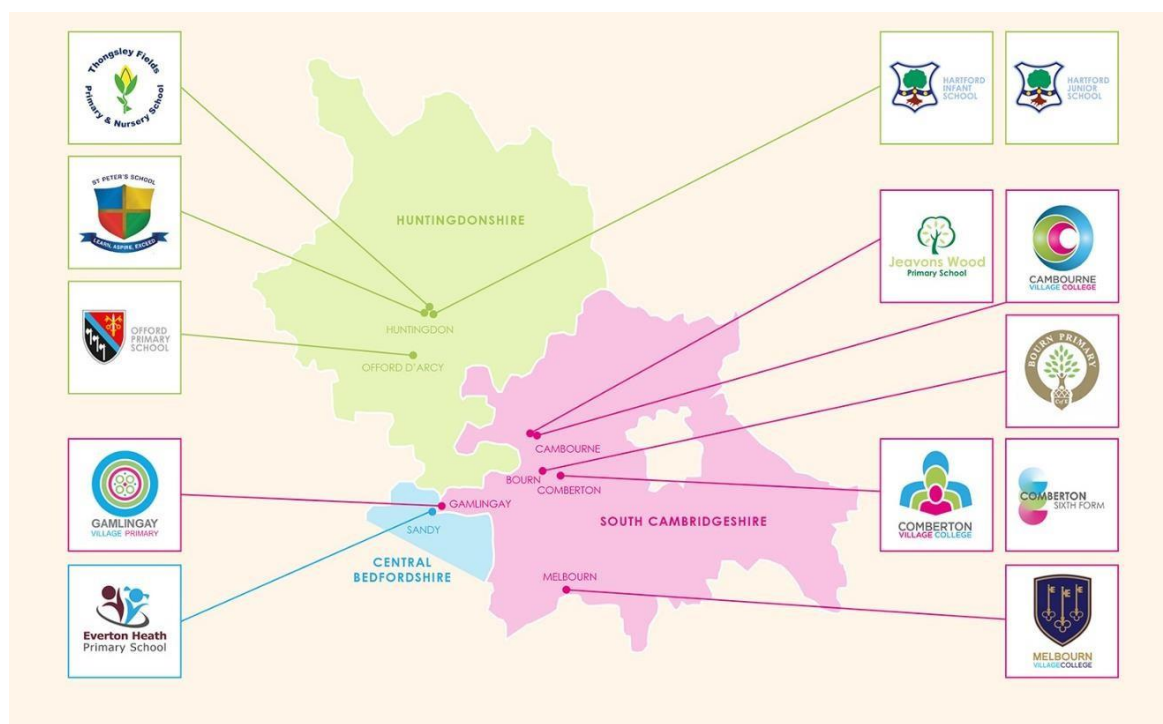 Thongsley Fields
Primary & Nursery School
ST PETER'S SCHOOL
LEARN, ASPIRE, EXCEED
OFFORD
PRIMARY
SCHOOL
GAMLINGAY
VILLAGE PRIMARY
Everton Heath
Primary School
HUNTINGDONSHIRE
HUNTINGDON
OFFORD D'ARCY
CAMBOURNE
BOURN
COMBERTON
GAMLINGAY
SANDY
SOUTH CAMBRIDGESHIRE
CENTRAL
BEDFORDSHIRE
MELBOURN
HARTFORD
INFANT
SCHOOL
HARTFORD
JUNIOR
SCHOOL
Jeavons Wood
Primary School
CAMBOURNE
VILLAGE COLLEGE
BOURN PRIMARY
CofE
COMBERTON
VILLAGE COLLEGE
COMBERTON
SIXTH FORM
MELBOURN
VILLAGECOLLEGE